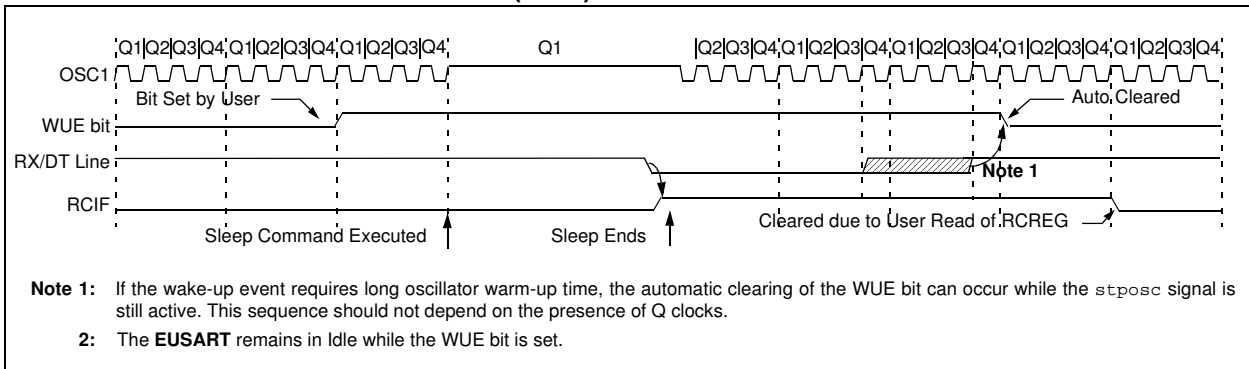 Q1|Q2|Q3|Q4|Q1|Q2|Q3|Q4|Q1|Q2|Q3|Q4| Q1 |Q2|Q3|Q4|Q1|Q2|Q3|Q4|Q1|Q2|Q3|Q4|Q1|Q2|Q3|Q4|Q1|Q2|Q3|Q4
OSC1
Bit Set by User
Auto Cleared
WUE bit
RX/DT Line
Note 1
RCIF
Cleared due to User Read of RCREG
Sleep Command Executed
Sleep Ends
Note 1: If the wake-up event requires long oscillator warm-up time, the automatic clearing of the WUE bit can occur while the stposc signal is
still active. This sequence should not depend on the presence of Q clocks.
2: The EUSART remains in Idle while the WUE bit is set.